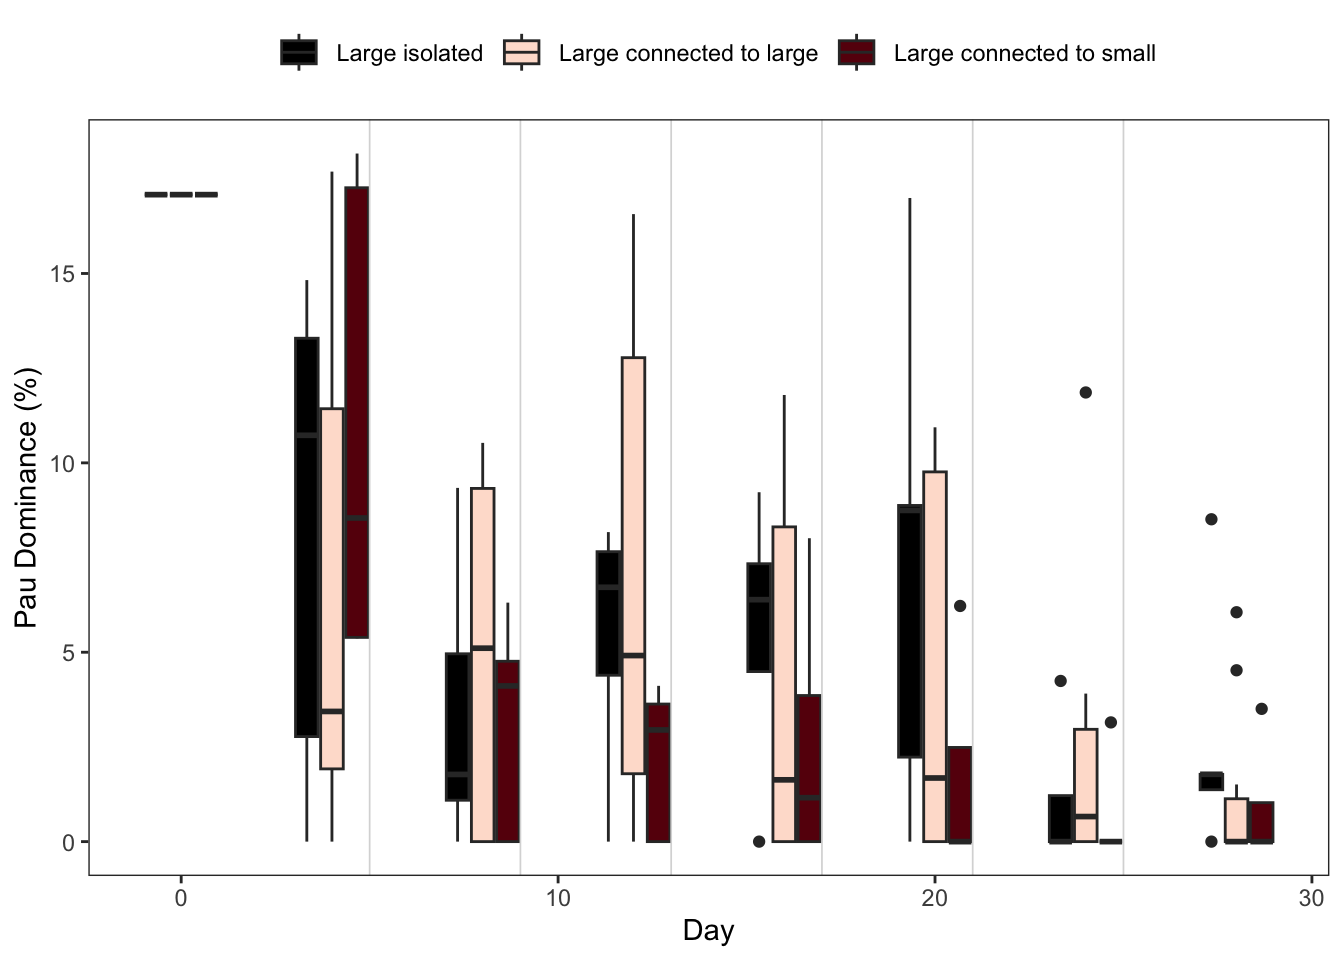 Large isolated
Large connected to large
Large connected to small
Pau Dominance (%)
15
10
5
0
0
10
20
30
Day